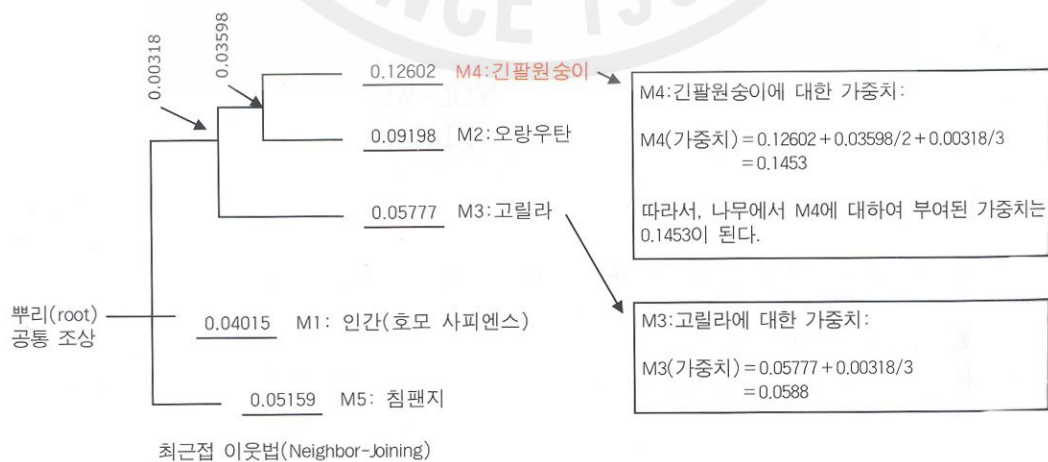 NCE 195
0.00318
0.03598
0.12602 M4:긴팔원숭이
0.09198 M2:오랑우탄
0.05777 M3:고릴라
뿌리(root)
공통 조상
0.04015 M1: 인간(호모 사피엔스)
0.05159 M5: 침팬지
최근접 이웃법(Neighbor-Joining)
M4:긴팔원숭이에 대한 가중치:
M4(가중치)=0.12602+0.03598/2+0.00318/3
=0.1453
따라서, 나무에서 M4에 대하여 부여된 가중치는
0.1453이 된다.
M3:고릴라에 대한 가중치:
M3(가중치)=0.05777+0.00318/3
=0.0588